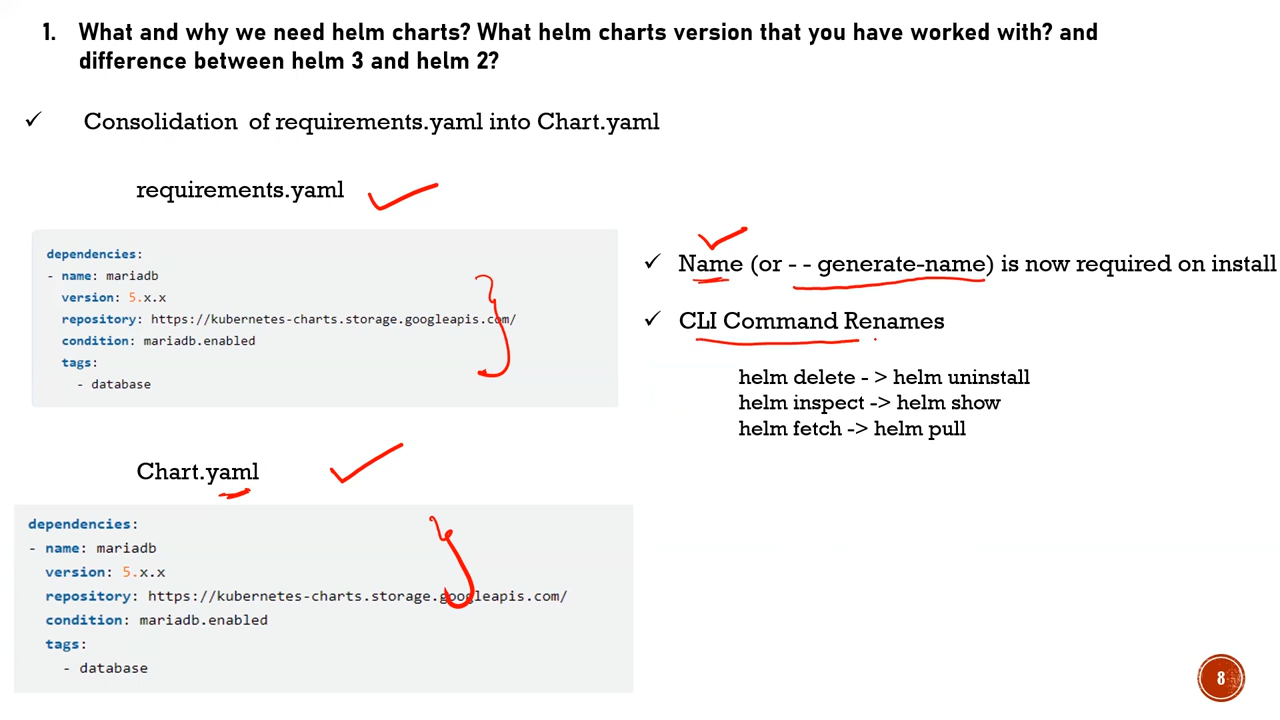 1. What and why we need helm charts? What helm charts version that you have worked with? and
difference between helm 3 and helm 2?
✓ Consolidation of requirements.yaml into Chart.yaml
requirements.yaml
dependencies:
- name: mariadb
version: 5.x.x
repository: https://kubernetes-charts.storage.googleapis.com/
condition: mariadb.enabled
tags:
- database
Chart.yaml
dependencies:
- name: mariadb
version: 5.x.x
repository: https://kubernetes-charts.storage.googleapis.com/
condition: mariadb.enabled
tags:
- database
✓ Name (or - - generate-name) is now required on install
✓ CLI Command Renames
helm delete - > helm uninstall
helm inspect -> helm show
helm fetch -> helm pull
8